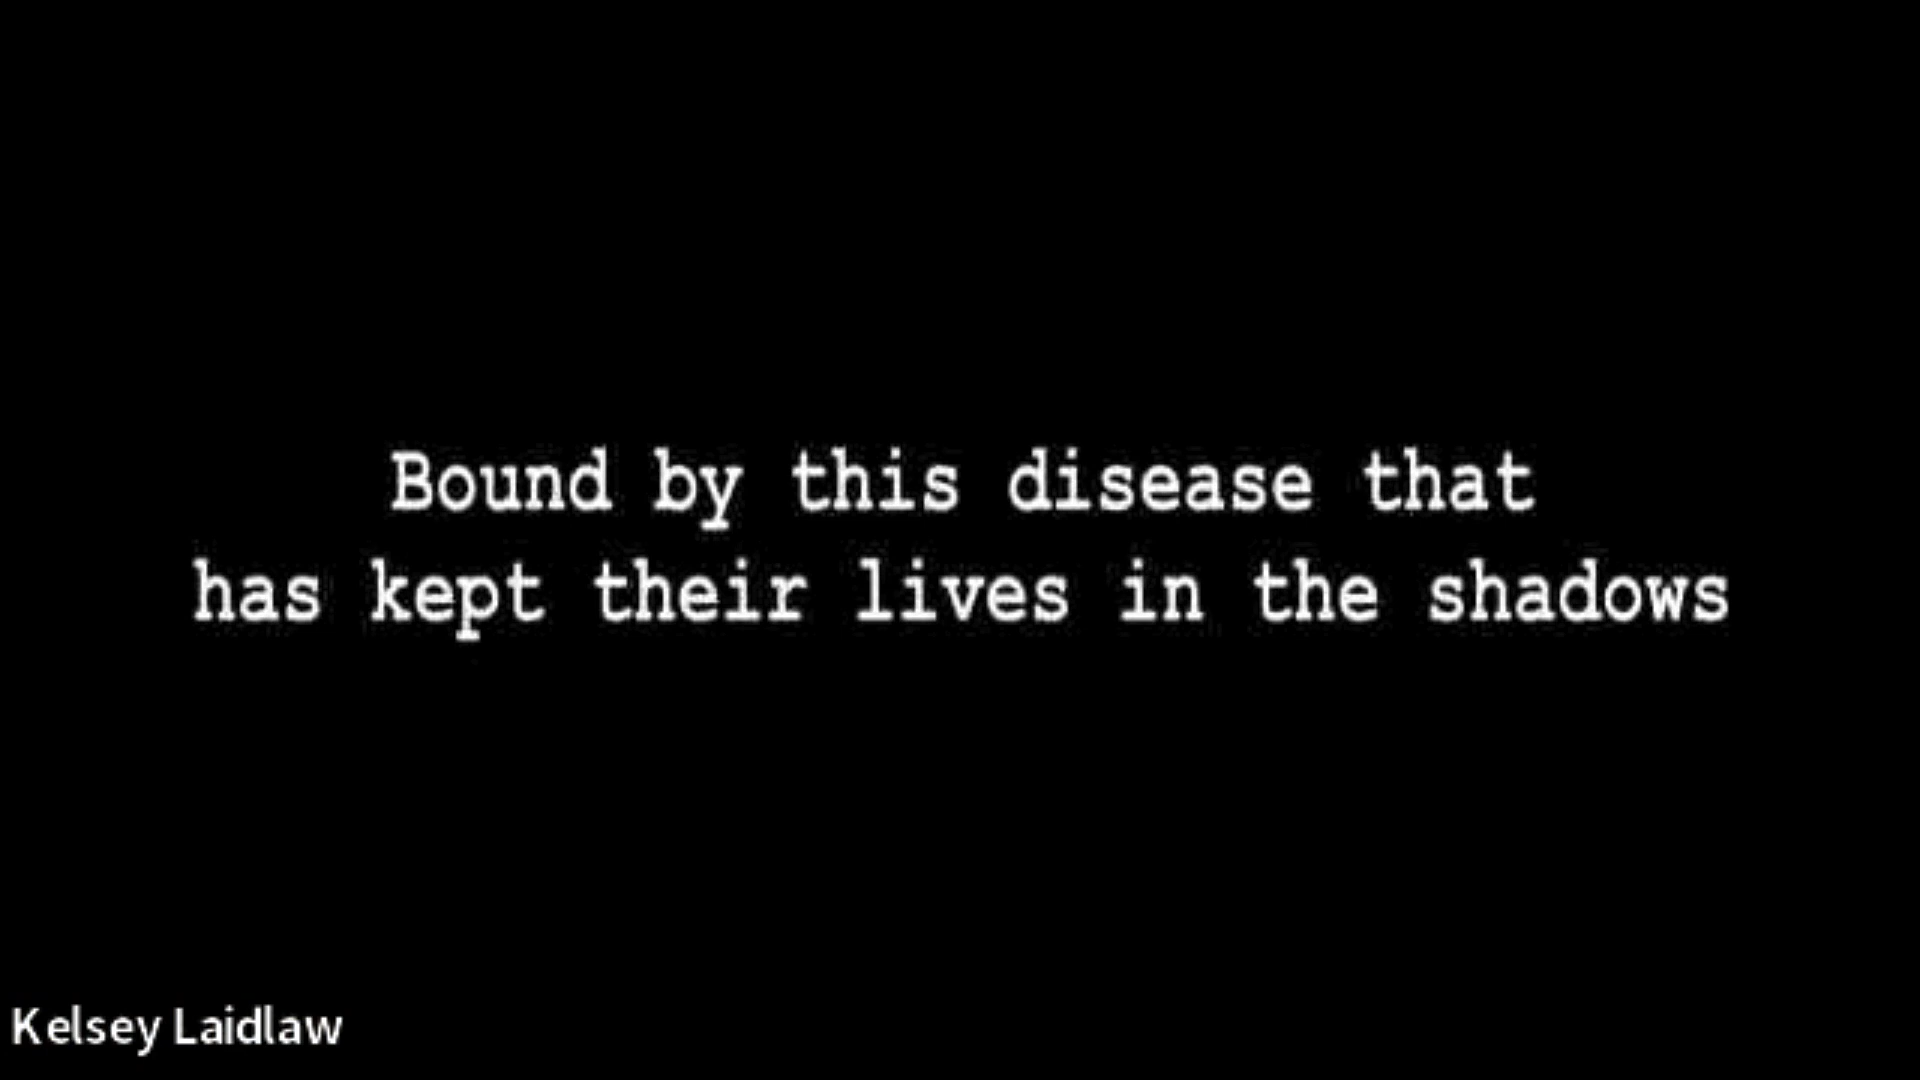 Bound by this disease that
has kept their lives in the shadows
Kelsey Laidlaw